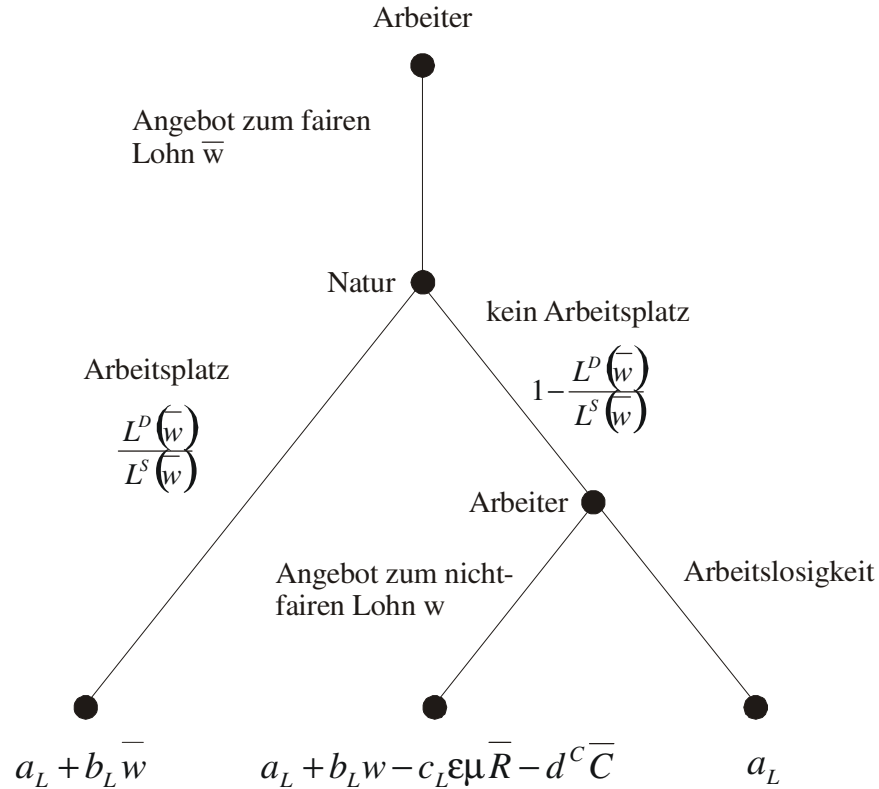 Arbeiter
Angebot zum fairen
Lohn w̅
Natur
kein Arbeitsplatz
1 − L^D(w̅) / L^S(w̅)
Arbeitsplatz
L^D(w̅) / L^S(w̅)
Arbeiter
Angebot zum nicht-
fairen Lohn w
Arbeitslosigkeit
a_L + b_L w̅
a_L + b_L w − c_L εμ R̅ − d^C C̅
a_L